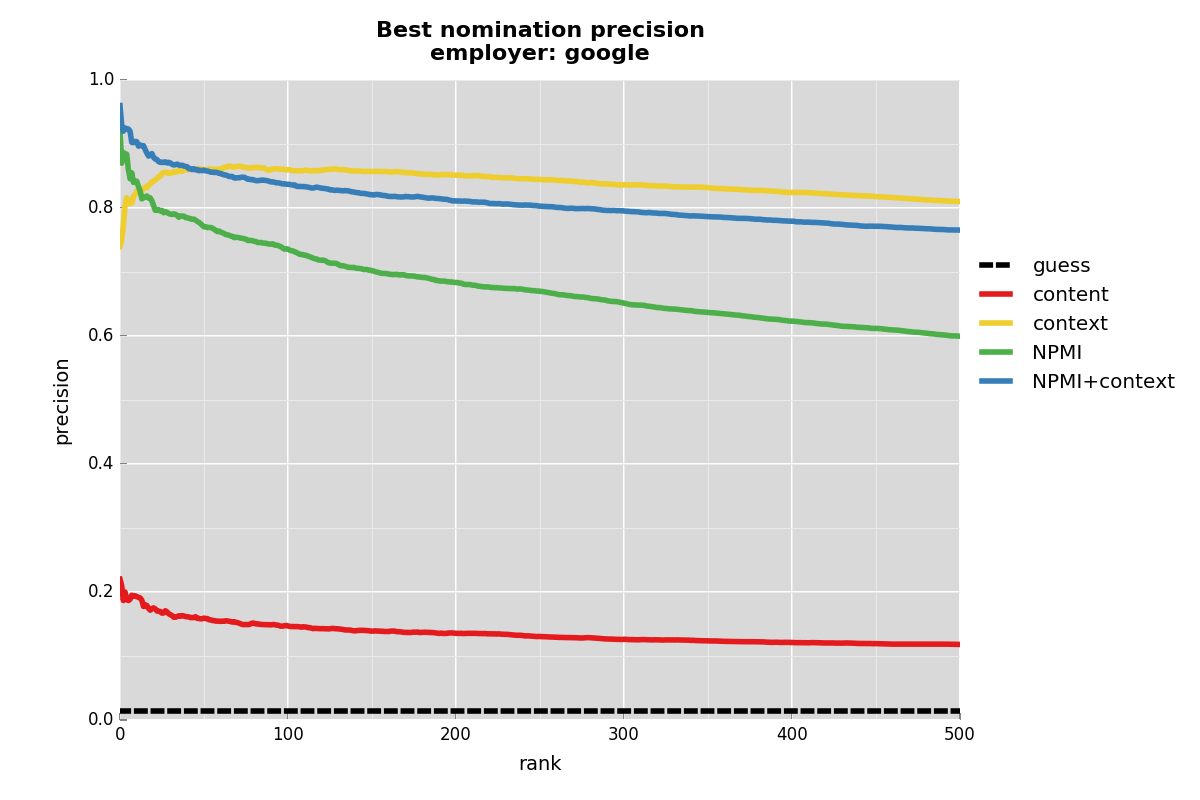 Best nomination precision
employer: google
precision
1.0
0.8
0.6
0.4
0.2
0.0
0
100
200
300
400
500
rank
guess
content
context
NPMI
NPMI+context